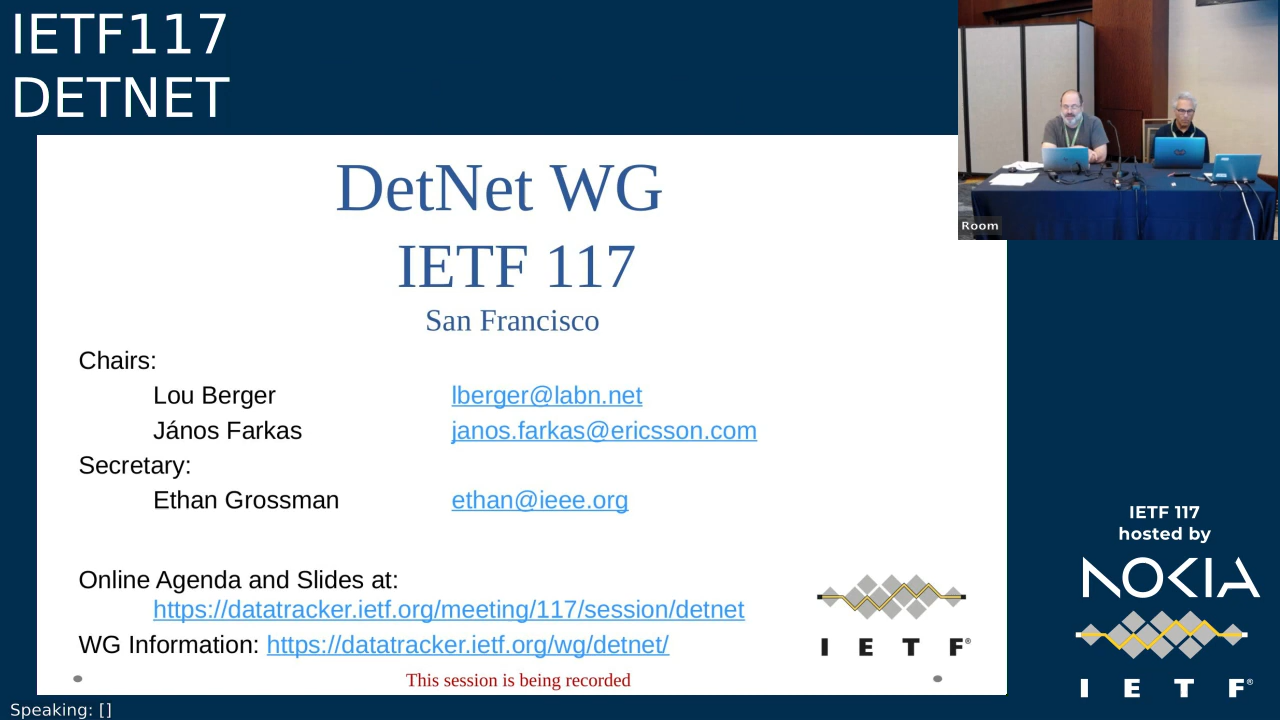 IETF117
DETNET
DetNet WG
IETF 117
San Francisco
Chairs:
Lou Berger lberger@labn.net
János Farkas janos.farkas@ericsson.com
Secretary:
Ethan Grossman ethan@ieee.org
Online Agenda and Slides at:
https://datatracker.ietf.org/meeting/117/session/detnet
WG Information: https://datatracker.ietf.org/wg/detnet/
I E T F®
This session is being recorded
Room
IETF 117
hosted by
NOKIA
I E T F®
Speaking: []